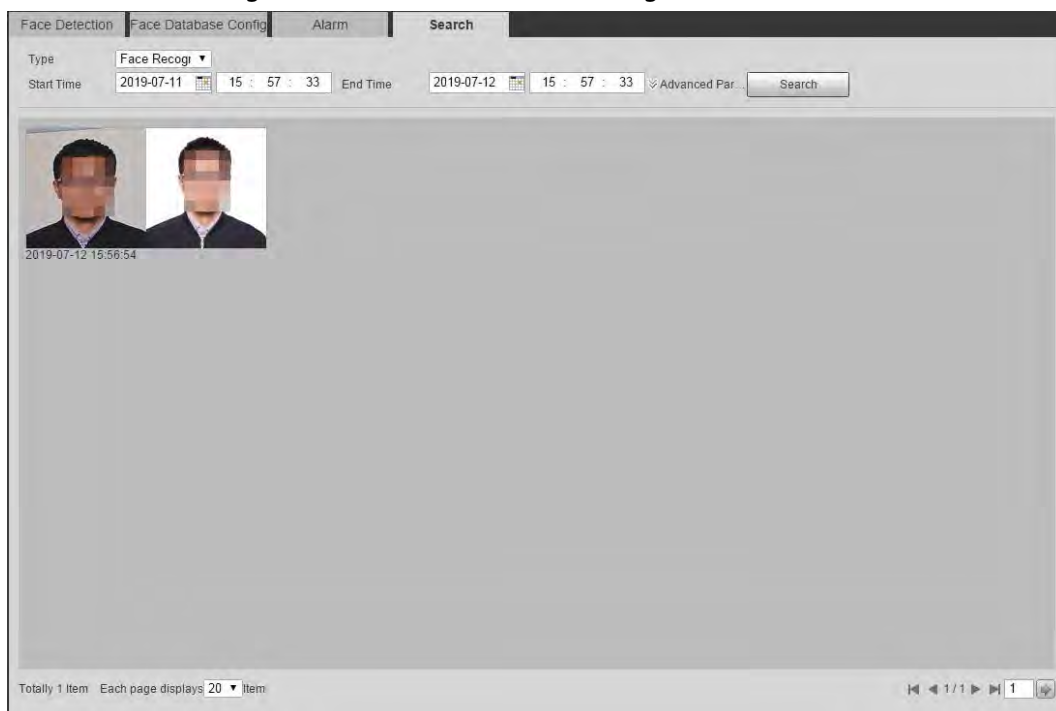 Face Detection Face Database Config Alarm Search
Type Face Recogr
Start Time 2019-07-11 15 : 57 : 33 End Time 2019-07-12 15 : 57 : 33 Advanced Par... Search
2019-07-12 15:56:54
Totally 1 Item Each page displays 20 Item 1/1 1